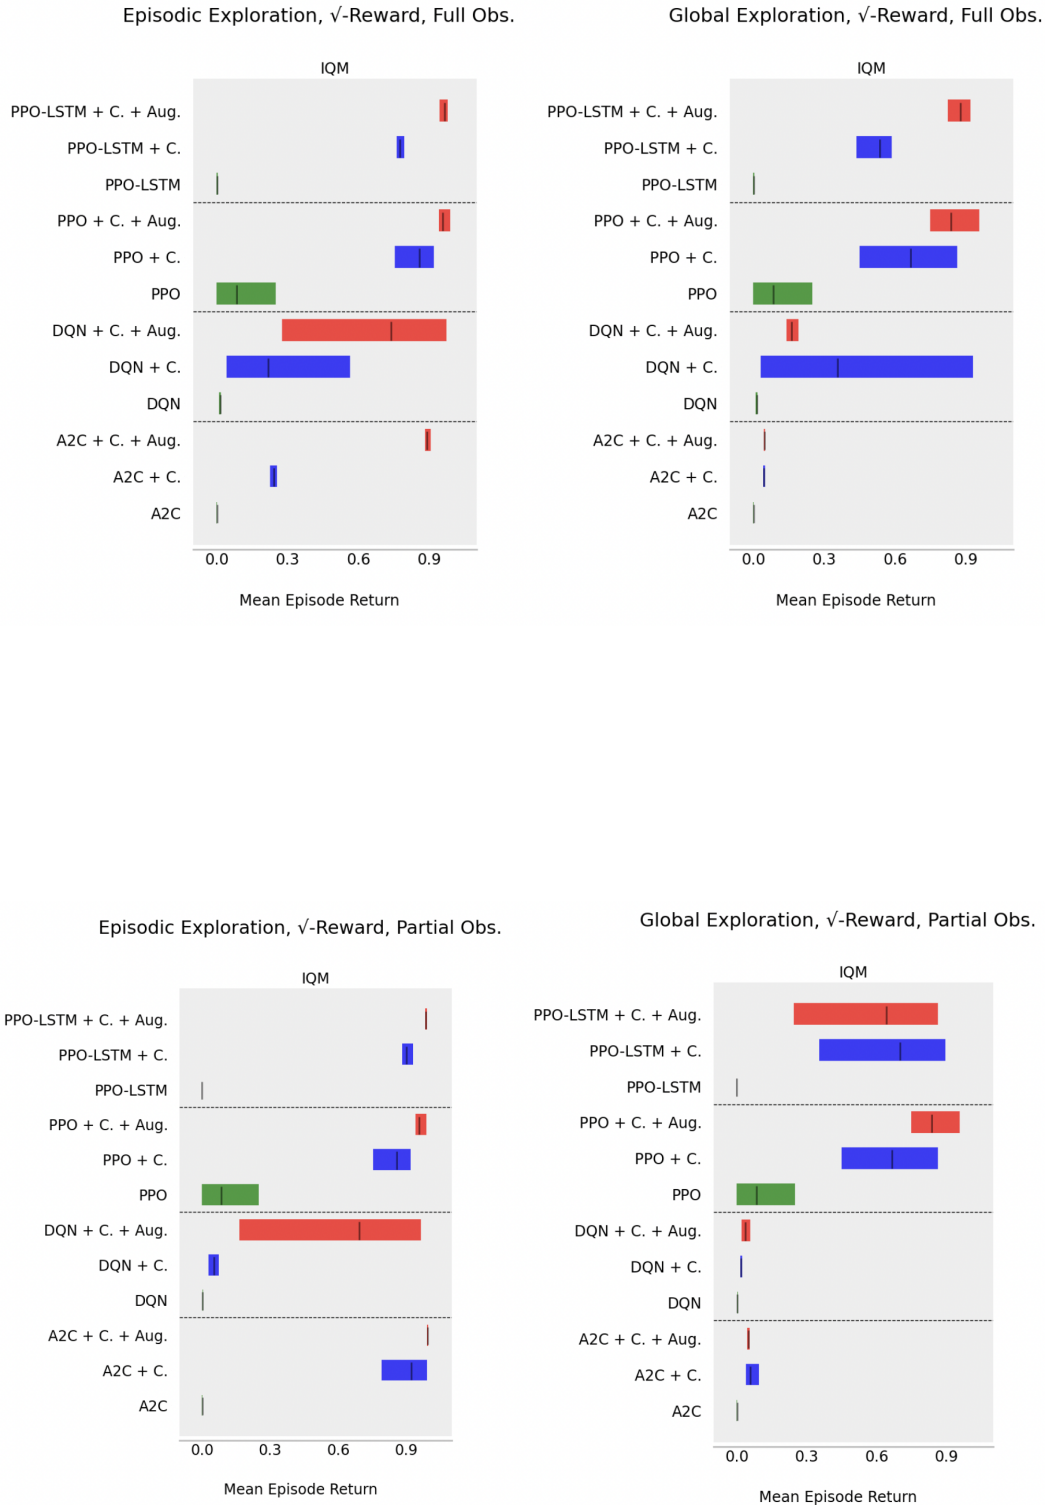 Episodic Exploration, √-Reward, Full Obs.
IQM
PPO-LSTM + C. + Aug.
PPO-LSTM + C.
PPO-LSTM
PPO + C. + Aug.
PPO + C.
PPO
DQN + C. + Aug.
DQN + C.
DQN
A2C + C. + Aug.
A2C + C.
A2C
0.0 0.3 0.6 0.9
Mean Episode Return
Global Exploration, √-Reward, Full Obs.
IQM
PPO-LSTM + C. + Aug.
PPO-LSTM + C.
PPO-LSTM
PPO + C. + Aug.
PPO + C.
PPO
DQN + C. + Aug.
DQN + C.
DQN
A2C + C. + Aug.
A2C + C.
A2C
0.0 0.3 0.6 0.9
Mean Episode Return
Episodic Exploration, √-Reward, Partial Obs.
IQM
PPO-LSTM + C. + Aug.
PPO-LSTM + C.
PPO-LSTM
PPO + C. + Aug.
PPO + C.
PPO
DQN + C. + Aug.
DQN + C.
DQN
A2C + C. + Aug.
A2C + C.
A2C
0.0 0.3 0.6 0.9
Mean Episode Return
Global Exploration, √-Reward, Partial Obs.
IQM
PPO-LSTM + C. + Aug.
PPO-LSTM + C.
PPO-LSTM
PPO + C. + Aug.
PPO + C.
PPO
DQN + C. + Aug.
DQN + C.
DQN
A2C + C. + Aug.
A2C + C.
A2C
0.0 0.3 0.6 0.9
Mean Episode Return